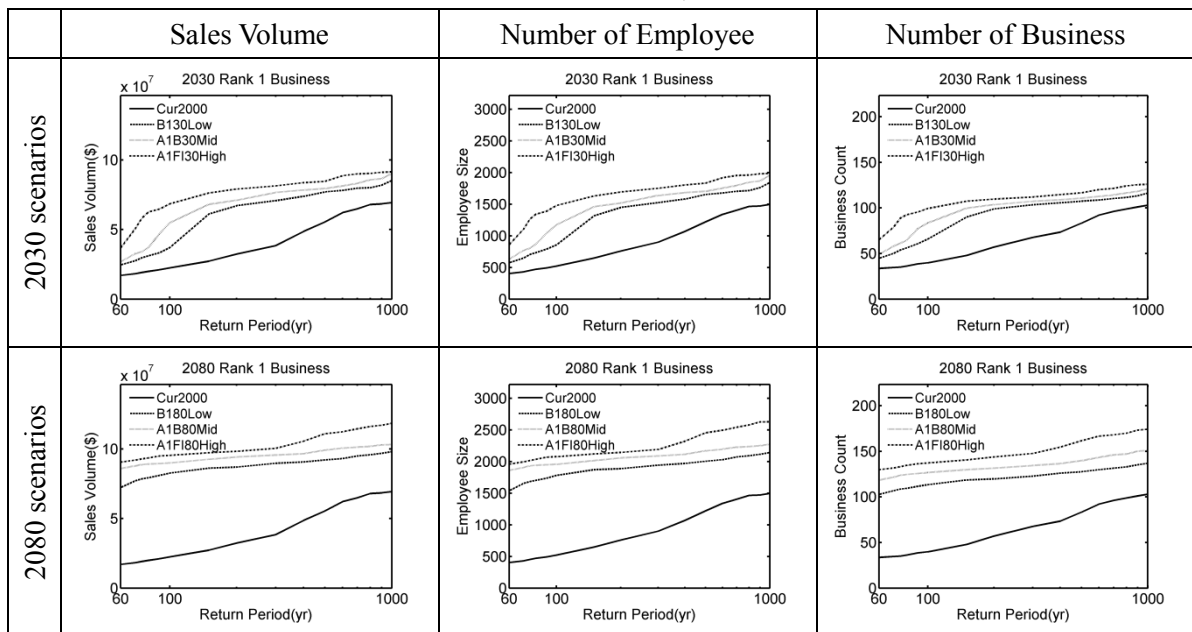 Sales Volume
Number of Employee
Number of Business
2030 scenarios
x 10^7
2030 Rank 1 Business
Cur2000
B130Low
A1B30Mid
A1FI30High
10
5
0
Sales Volumn($)
60
100
1000
Return Period(yr)
2030 Rank 1 Business
Cur2000
B130Low
A1B30Mid
A1FI30High
3000
2500
2000
1500
1000
500
0
Employee Size
60
100
1000
Return Period(yr)
2030 Rank 1 Business
Cur2000
B130Low
A1B30Mid
A1FI30High
200
150
100
50
0
Business Count
60
100
1000
Return Period(yr)
2080 scenarios
x 10^7
2080 Rank 1 Business
Cur2000
B180Low
A1B80Mid
A1FI80High
10
5
0
Sales Volume($)
60
100
1000
Return Period(yr)
2080 Rank 1 Business
Cur2000
B180Low
A1B80Mid
A1FI80High
3000
2500
2000
1500
1000
500
0
Employee Size
60
100
1000
Return Period(yr)
2080 Rank 1 Business
Cur2000
B180Low
A1B80Mid
A1FI80High
200
150
100
50
0
Business Count
60
100
1000
Return Period(yr)